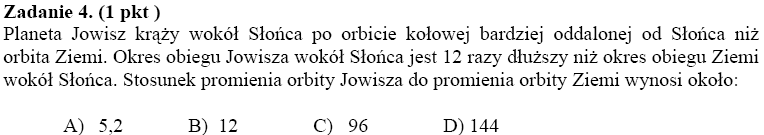 Zadanie 4. (1 pkt )
Planeta Jowisz krąży wokół Słońca po orbicie kołowej bardziej oddalonej od Słońca niż
orbita Ziemi. Okres obiegu Jowisza wokół Słońca jest 12 razy dłuższy niż okres obiegu Ziemi
wokół Słońca. Stosunek promienia orbity Jowisza do promienia orbity Ziemi wynosi około:
A) 5,2 B) 12 C) 96 D) 144